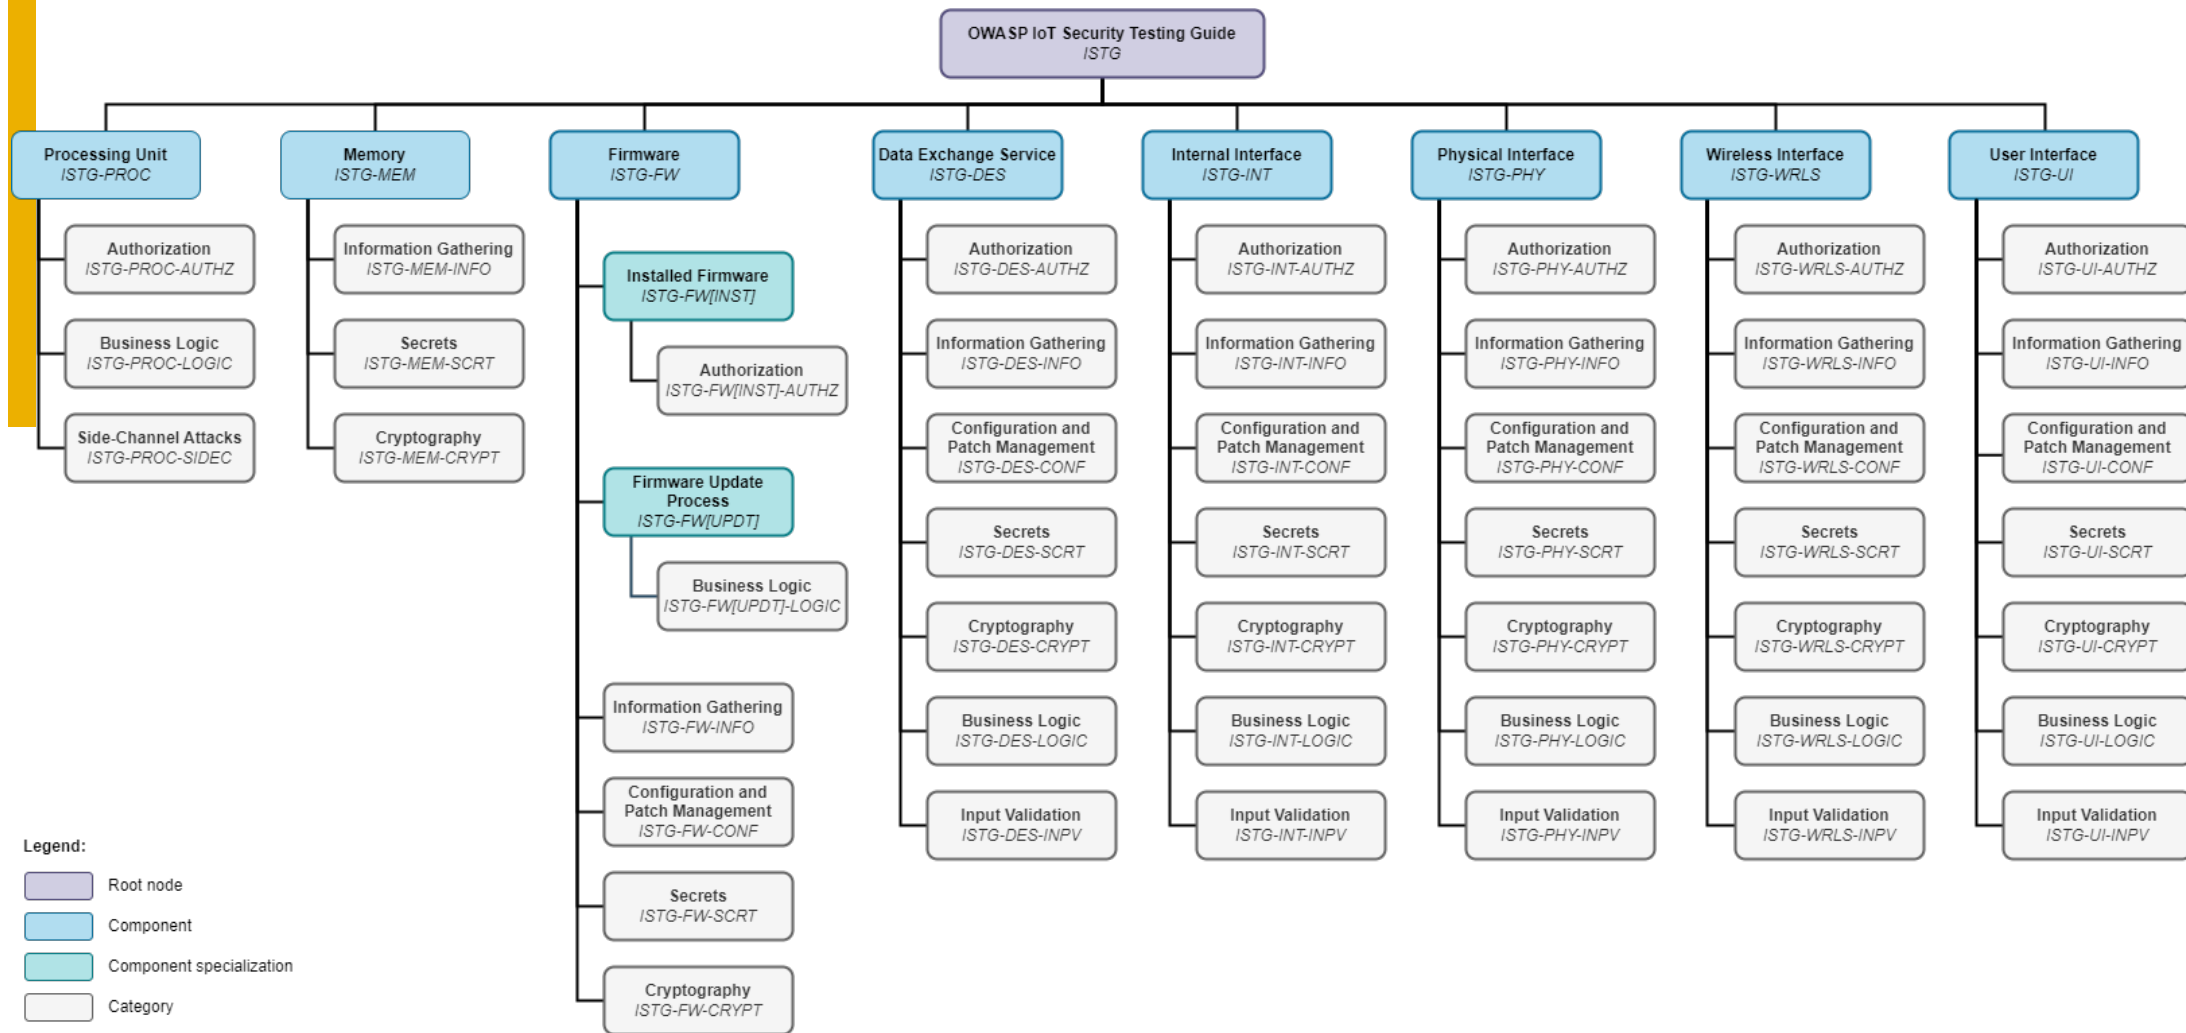 OWASP IoT Security Testing Guide
ISTG
Processing Unit
ISTG-PROC
Authorization
ISTG-PROC-AUTHZ
Business Logic
ISTG-PROC-LOGIC
Side-Channel Attacks
ISTG-PROC-SIDEC
Memory
ISTG-MEM
Information Gathering
ISTG-MEM-INFO
Secrets
ISTG-MEM-SCRT
Cryptography
ISTG-MEM-CRYPT
Firmware
ISTG-FW
Installed Firmware
ISTG-FW[INST]
Authorization
ISTG-FW[INST]-AUTHZ
Firmware Update
Process
ISTG-FW[UPDT]
Business Logic
ISTG-FW[UPDT]-LOGIC
Information Gathering
ISTG-FW-INFO
Configuration and
Patch Management
ISTG-FW-CONF
Secrets
ISTG-FW-SCRT
Cryptography
ISTG-FW-CRYPT
Data Exchange Service
ISTG-DES
Authorization
ISTG-DES-AUTHZ
Information Gathering
ISTG-DES-INFO
Configuration and
Patch Management
ISTG-DES-CONF
Secrets
ISTG-DES-SCRT
Cryptography
ISTG-DES-CRYPT
Business Logic
ISTG-DES-LOGIC
Input Validation
ISTG-DES-INPV
Internal Interface
ISTG-INT
Authorization
ISTG-INT-AUTHZ
Information Gathering
ISTG-INT-INFO
Configuration and
Patch Management
ISTG-INT-CONF
Secrets
ISTG-INT-SCRT
Cryptography
ISTG-INT-CRYPT
Business Logic
ISTG-INT-LOGIC
Input Validation
ISTG-INT-INPV
Physical Interface
ISTG-PHY
Authorization
ISTG-PHY-AUTHZ
Information Gathering
ISTG-PHY-INFO
Configuration and
Patch Management
ISTG-PHY-CONF
Secrets
ISTG-PHY-SCRT
Cryptography
ISTG-PHY-CRYPT
Business Logic
ISTG-PHY-LOGIC
Input Validation
ISTG-PHY-INPV
Wireless Interface
ISTG-WRLS
Authorization
ISTG-WRLS-AUTHZ
Information Gathering
ISTG-WRLS-INFO
Configuration and
Patch Management
ISTG-WRLS-CONF
Secrets
ISTG-WRLS-SCRT
Cryptography
ISTG-WRLS-CRYPT
Business Logic
ISTG-WRLS-LOGIC
Input Validation
ISTG-WRLS-INPV
User Interface
ISTG-UI
Authorization
ISTG-UI-AUTHZ
Information Gathering
ISTG-UI-INFO
Configuration and
Patch Management
ISTG-UI-CONF
Secrets
ISTG-UI-SCRT
Cryptography
ISTG-UI-CRYPT
Business Logic
ISTG-UI-LOGIC
Input Validation
ISTG-UI-INPV
Legend:
Root node
Component
Component specialization
Category